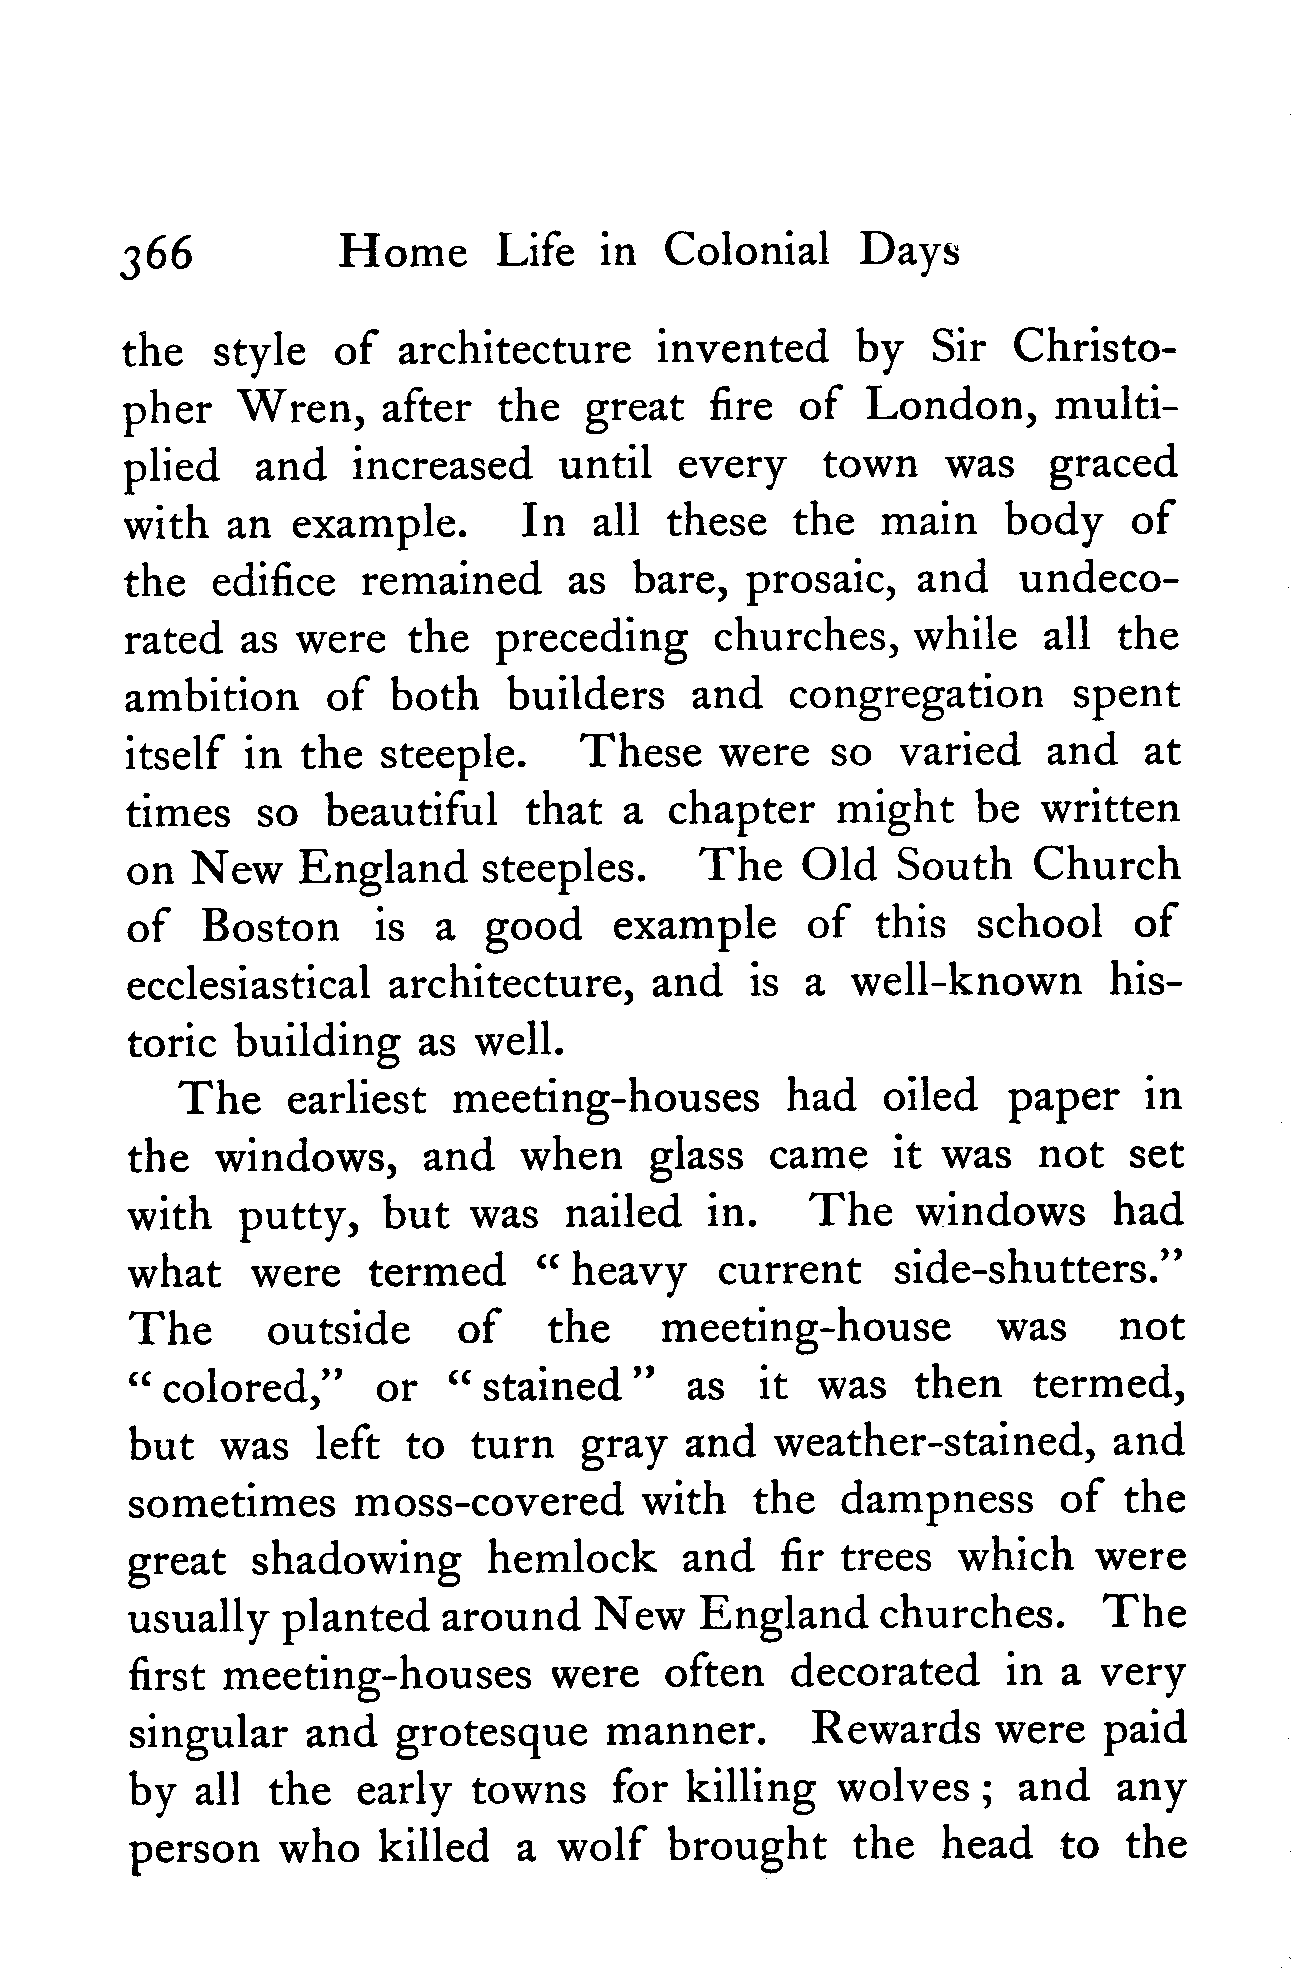 366 Home Life in Colonial Days
the style of architecture invented by Sir Christo-
pher Wren, after the great fire of London, multi-
plied and increased until every town was graced
with an example. In all these the main body of
the edifice remained as bare, prosaic, and undeco-
rated as were the preceding churches, while all the
ambition of both builders and congregation spent
itself in the steeple. These were so varied and at
times so beautiful that a chapter might be written
on New England steeples. The Old South Church
of Boston is a good example of this school of
ecclesiastical architecture, and is a well-known his-
toric building as well.
The earliest meeting-houses had oiled paper in
the windows, and when glass came it was not set
with putty, but was nailed in. The windows had
what were termed “ heavy current side-shutters.”
The outside of the meeting-house was not
“ colored,” or “ stained ” as it was then termed,
but was left to turn gray and weather-stained, and
sometimes moss-covered with the dampness of the
great shadowing hemlock and fir trees which were
usually planted around New England churches. The
first meeting-houses were often decorated in a very
singular and grotesque manner. Rewards were paid
by all the early towns for killing wolves ; and any
person who killed a wolf brought the head to the